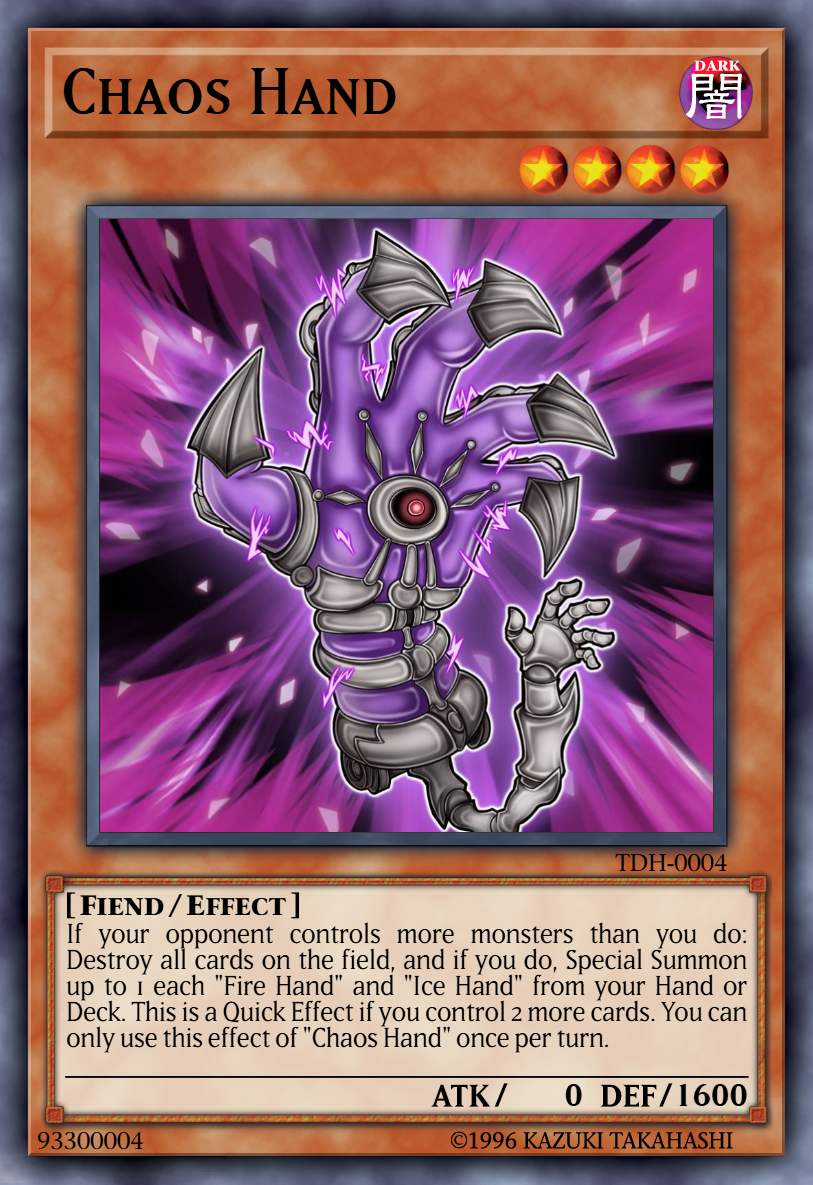 Chaos Hand
DARK
闇
TDH-0004
[ Fiend / Effect ]
If your opponent controls more monsters than you do:
Destroy all cards on the field, and if you do, Special Summon
up to 1 each "Fire Hand" and "Ice Hand" from your Hand or
Deck. This is a Quick Effect if you control 2 more cards. You can
only use this effect of "Chaos Hand" once per turn.
ATK/ 0 DEF/1600
93300004 ©1996 KAZUKI TAKAHASHI